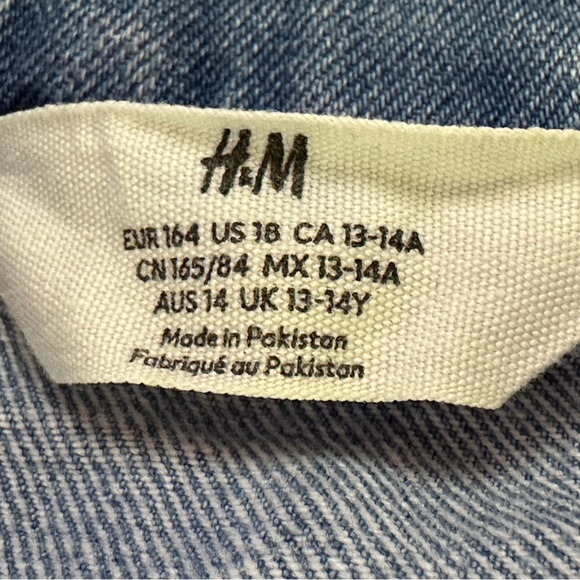 H&M
EUR 164 US 18 CA 13-14A
CN 165/84 MX 13-14A
AUS 14 UK 13-14Y
Made in Pakistan
Fabriqué au Pakistan